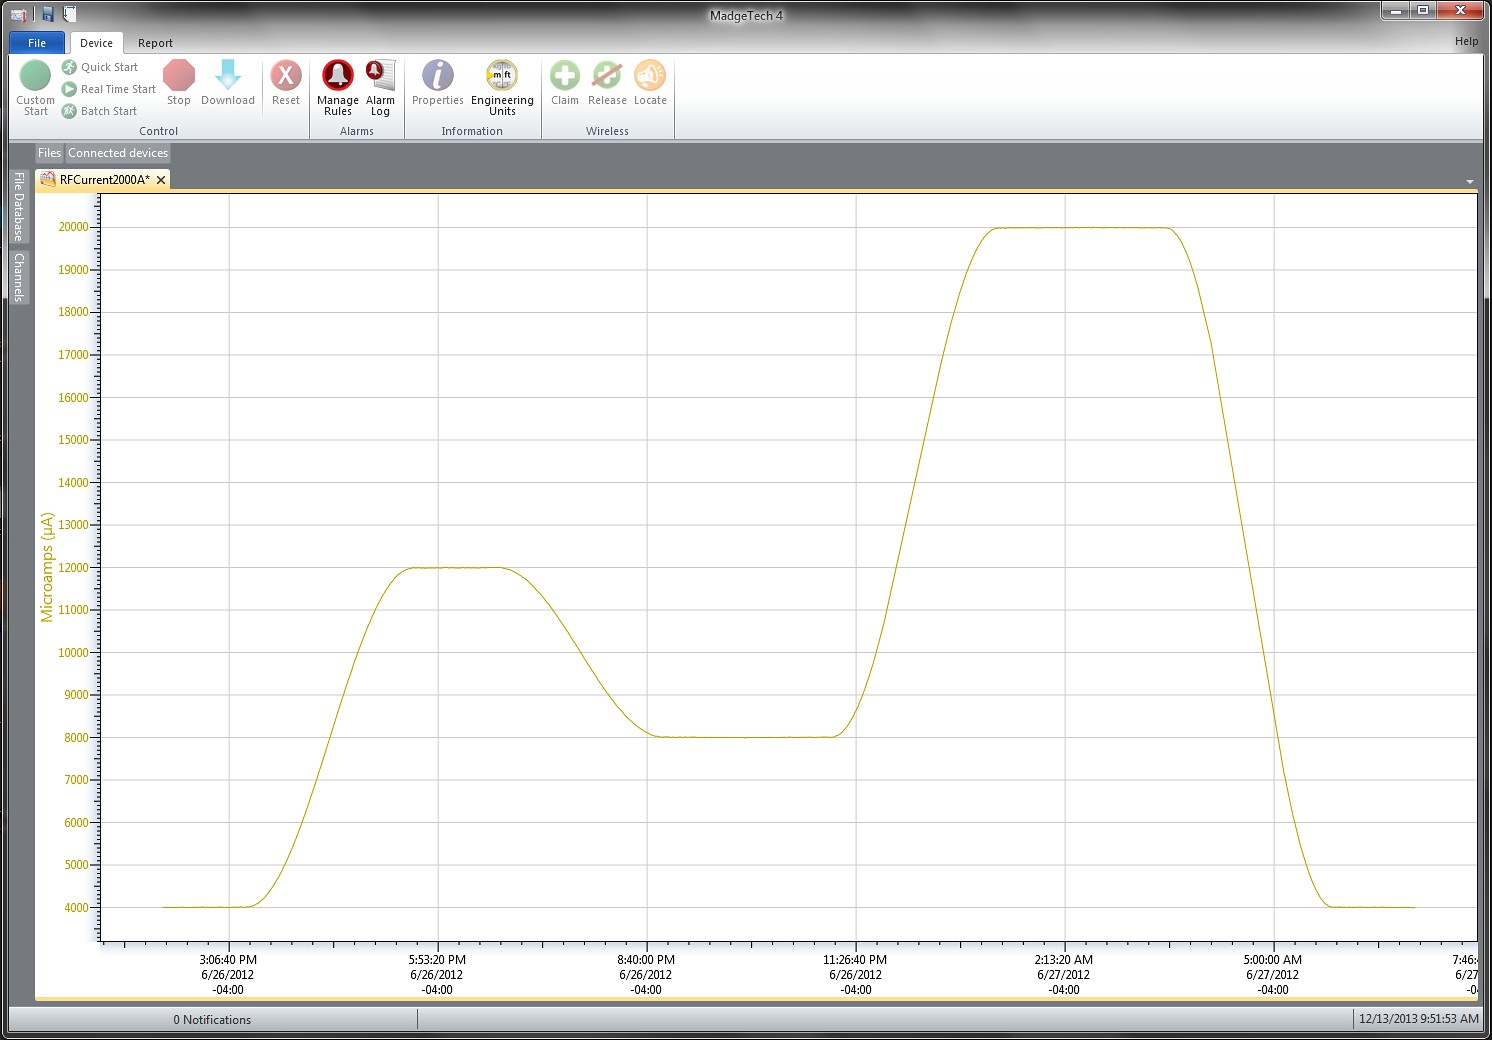 MadgeTech 4
File
Device
Report
Help
Custom Start
Quick Start
Real Time Start
Batch Start
Stop
Download
Reset
Manage Rules
Alarm Log
Properties
Engineering Units
Claim
Release
Locate
Control
Alarms
Information
Wireless
Files
Connected devices
File Database
Channels
RFCurrent2000A*
Microamps (µA)
20000
19000
18000
17000
16000
15000
14000
13000
12000
11000
10000
9000
8000
7000
6000
5000
4000
3:06:40 PM
6/26/2012
-04:00
5:53:20 PM
6/26/2012
-04:00
8:40:00 PM
6/26/2012
-04:00
11:26:40 PM
6/26/2012
-04:00
2:13:20 AM
6/27/2012
-04:00
5:00:00 AM
6/27/2012
-04:00
7:46:
6/27
-0
0 Notifications
12/13/2013 9:51:53 AM